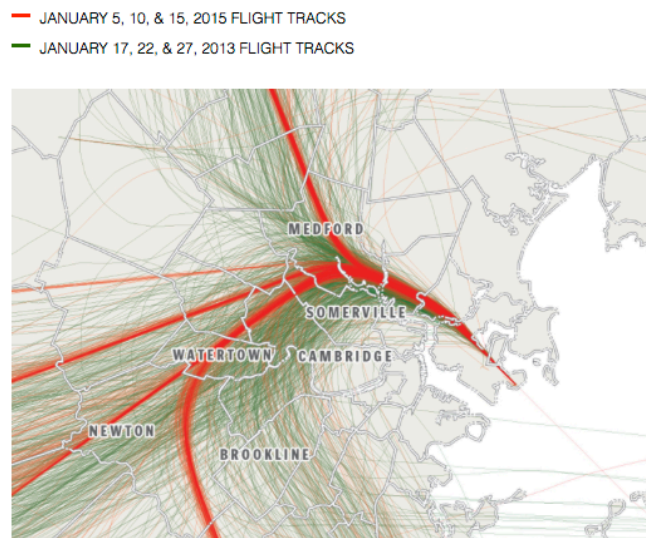 JANUARY 5, 10, & 15, 2015 FLIGHT TRACKS
JANUARY 17, 22, & 27, 2013 FLIGHT TRACKS
MEDFORD
SOMERVILLE
WATERTOWN
CAMBRIDGE
NEWTON
BROOKLINE